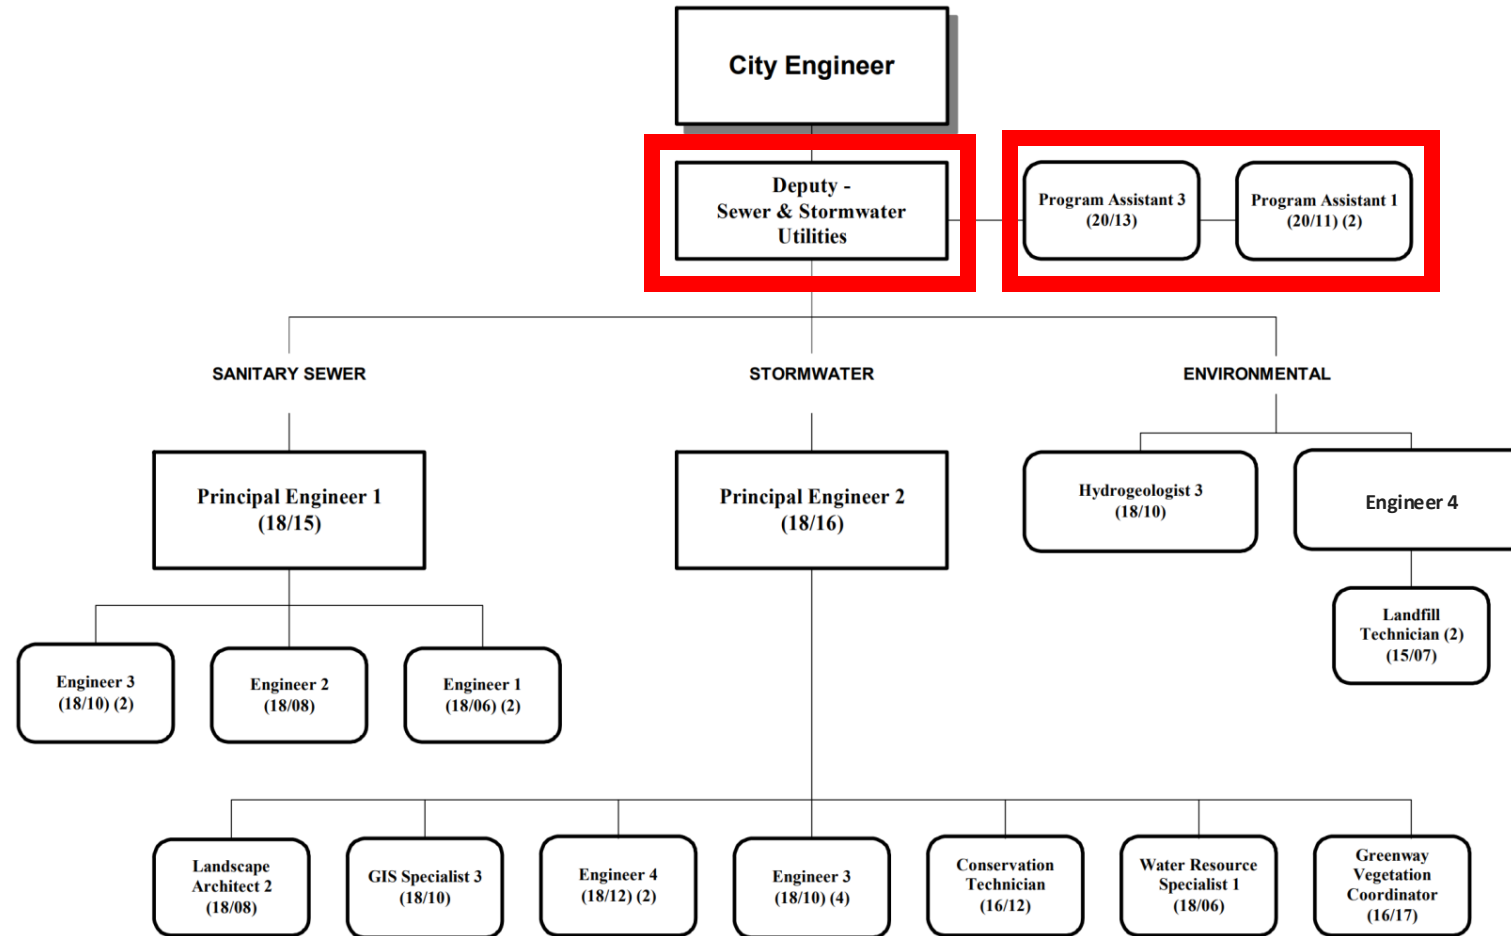 City Engineer
Deputy -
Sewer & Stormwater
Utilities
Program Assistant 3
(20/13)
Program Assistant 1
(20/11) (2)
SANITARY SEWER
STORMWATER
ENVIRONMENTAL
Principal Engineer 1
(18/15)
Principal Engineer 2
(18/16)
Hydrogeologist 3
(18/10)
Engineer 4
Landfill
Technician (2)
(15/07)
Engineer 3
(18/10) (2)
Engineer 2
(18/08)
Engineer 1
(18/06) (2)
Landscape
Architect 2
(18/08)
GIS Specialist 3
(18/10)
Engineer 4
(18/12) (2)
Engineer 3
(18/10) (4)
Conservation
Technician
(16/12)
Water Resource
Specialist 1
(18/06)
Greenway
Vegetation
Coordinator
(16/17)